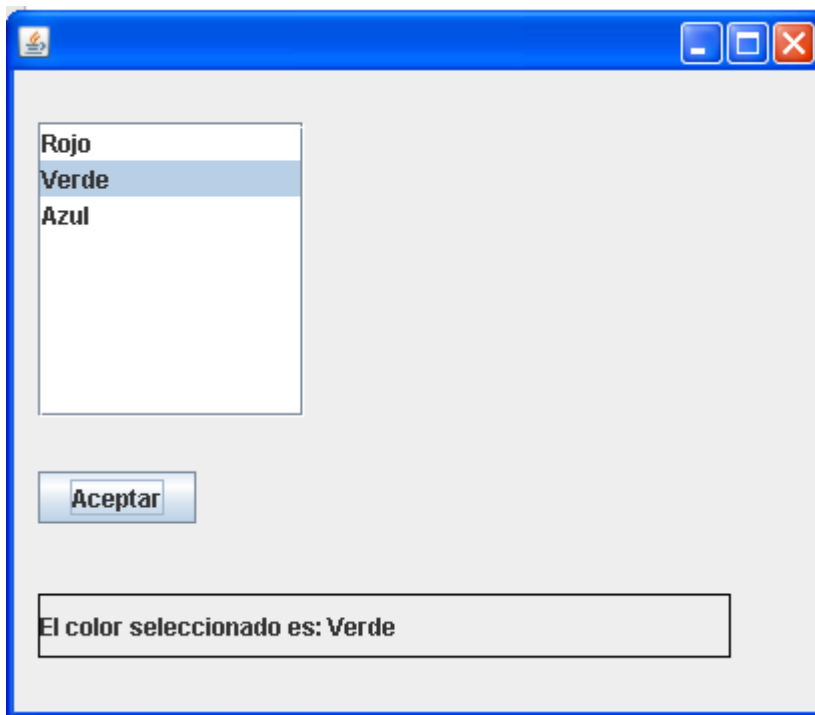 Rojo
Verde
Azul
Aceptar
El color seleccionado es: Verde